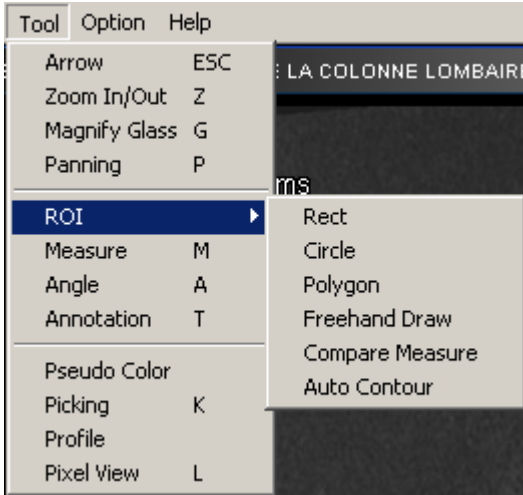 Tool Option Help
Arrow ESC
LA COLONNE LOMBAIR
Zoom In/Out Z
Magnify Glass G
Panning P
ms
ROI
Rect
Measure M
Circle
Angle A
Polygon
Annotation T
Freehand Draw
Compare Measure
Pseudo Color
Auto Contour
Picking K
Profile
Pixel View L